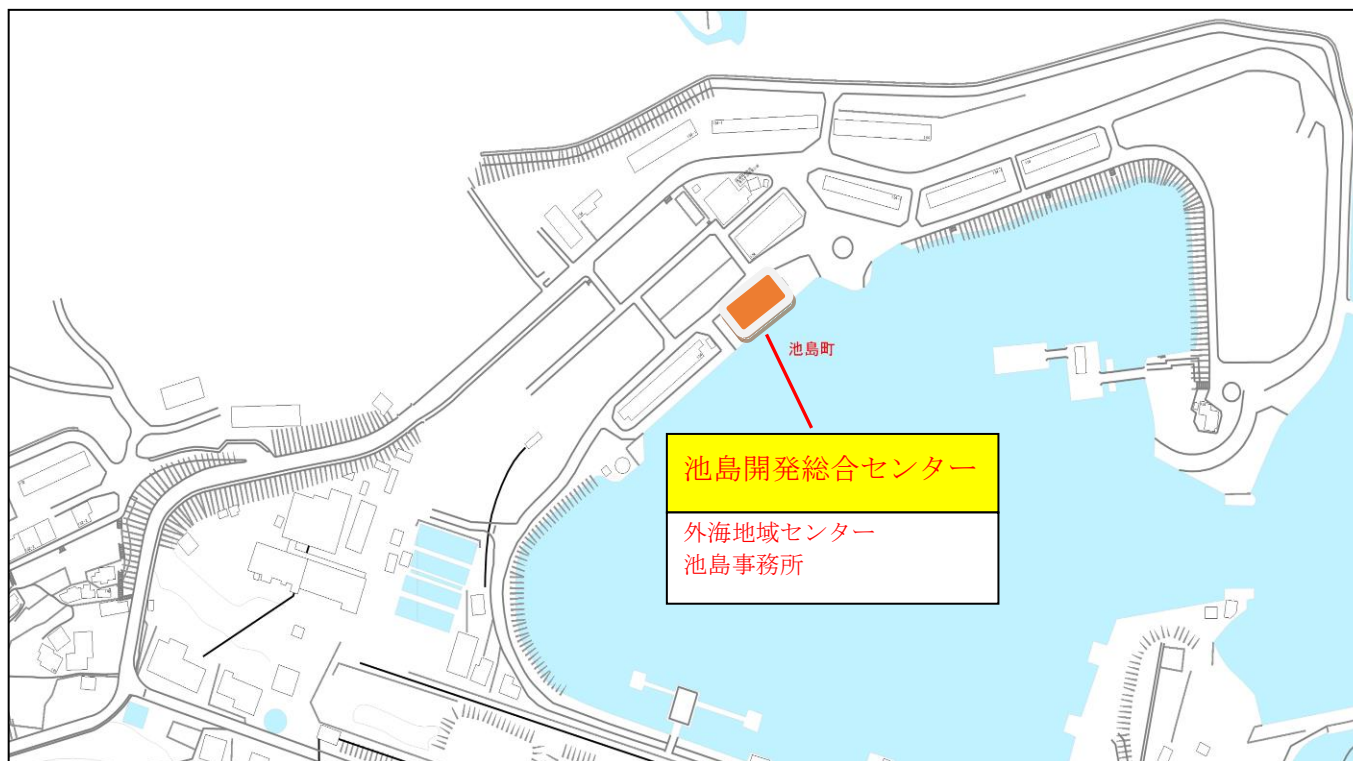 池島町
池島開発総合センター
外海地域センター
池島事務所